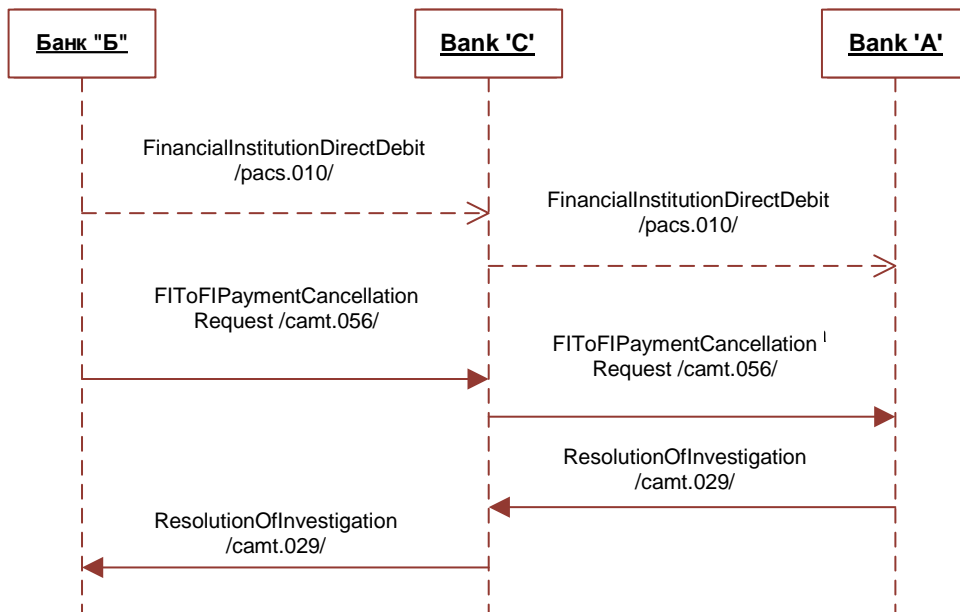 Банк "Б"
Bank 'C'
Bank 'A'
FinancialInstitutionDirectDebit
/pacs.010/
FinancialInstitutionDirectDebit
/pacs.010/
FIToFIPaymentCancellation
Request /camt.056/
FIToFIPaymentCancellation
Request /camt.056/
ResolutionOfInvestigation
/camt.029/
ResolutionOfInvestigation
/camt.029/